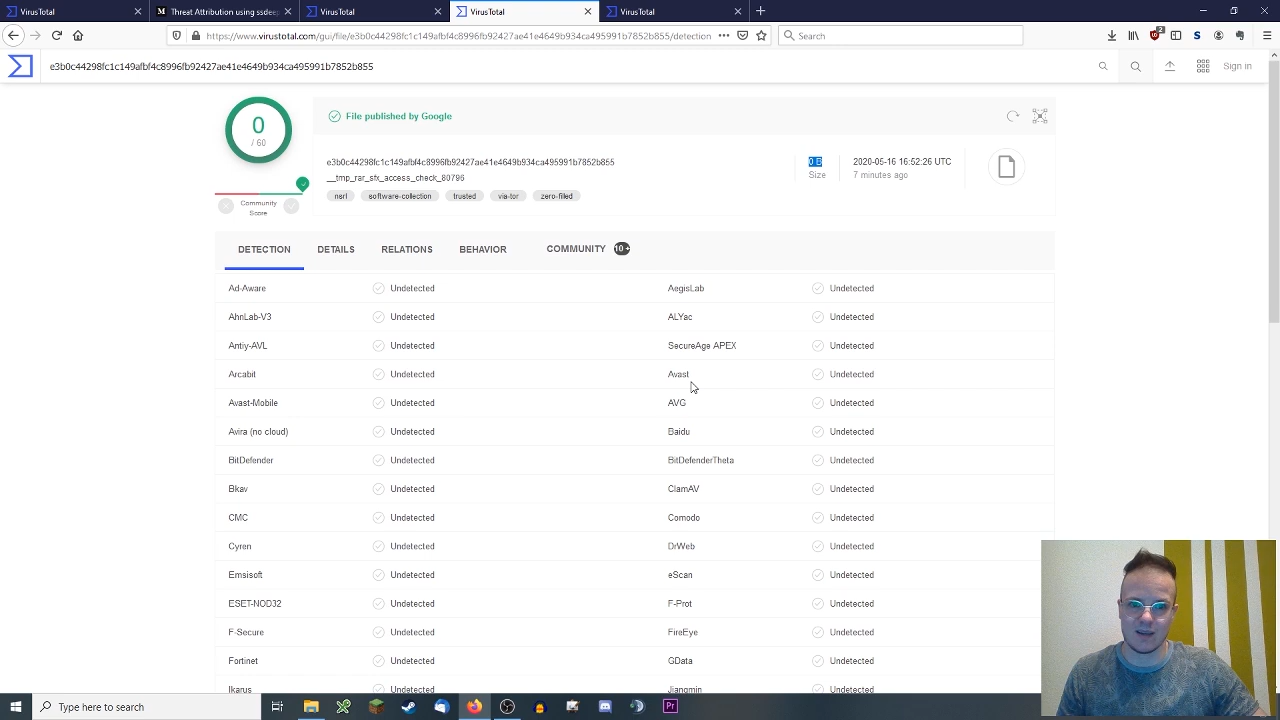 VirusTotal
Threat Attribution using ssdee
VirusTotal
VirusTotal
VirusTotal
https://www.virustotal.com/gui/file/e3b0c44298fc1c149afbf4c8996fb92427ae41e4649b934ca495991b7852b855/detection
Search
e3b0c44298fc1c149afbf4c8996fb92427ae41e4649b934ca495991b7852b855
Sign in
0
/ 60
Community
Score
File published by Google
e3b0c44298fc1c149afbf4c8996fb92427ae41e4649b934ca495991b7852b855
__tmp_rar_sfx_access_check_80796
nsrl software-collection trusted via-tor zero-filled
0 B
Size
2020-05-16 16:52:26 UTC
7 minutes ago
DETECTION DETAILS RELATIONS BEHAVIOR COMMUNITY 10+
Ad-Aware Undetected AegisLab Undetected
AhnLab-V3 Undetected ALYac Undetected
Antiy-AVL Undetected SecureAge APEX Undetected
Arcabit Undetected Avast Undetected
Avast-Mobile Undetected AVG Undetected
Avira (no cloud) Undetected Baidu Undetected
BitDefender Undetected BitDefenderTheta Undetected
Bkav Undetected ClamAV Undetected
CMC Undetected Comodo Undetected
Cyren Undetected DrWeb Undetected
Emsisoft Undetected eScan Undetected
ESET-NOD32 Undetected F-Prot Undetected
F-Secure Undetected FireEye Undetected
Fortinet Undetected GData Undetected
Ikarus Undetected Jiangmin Undetected
Type here to search
Pr